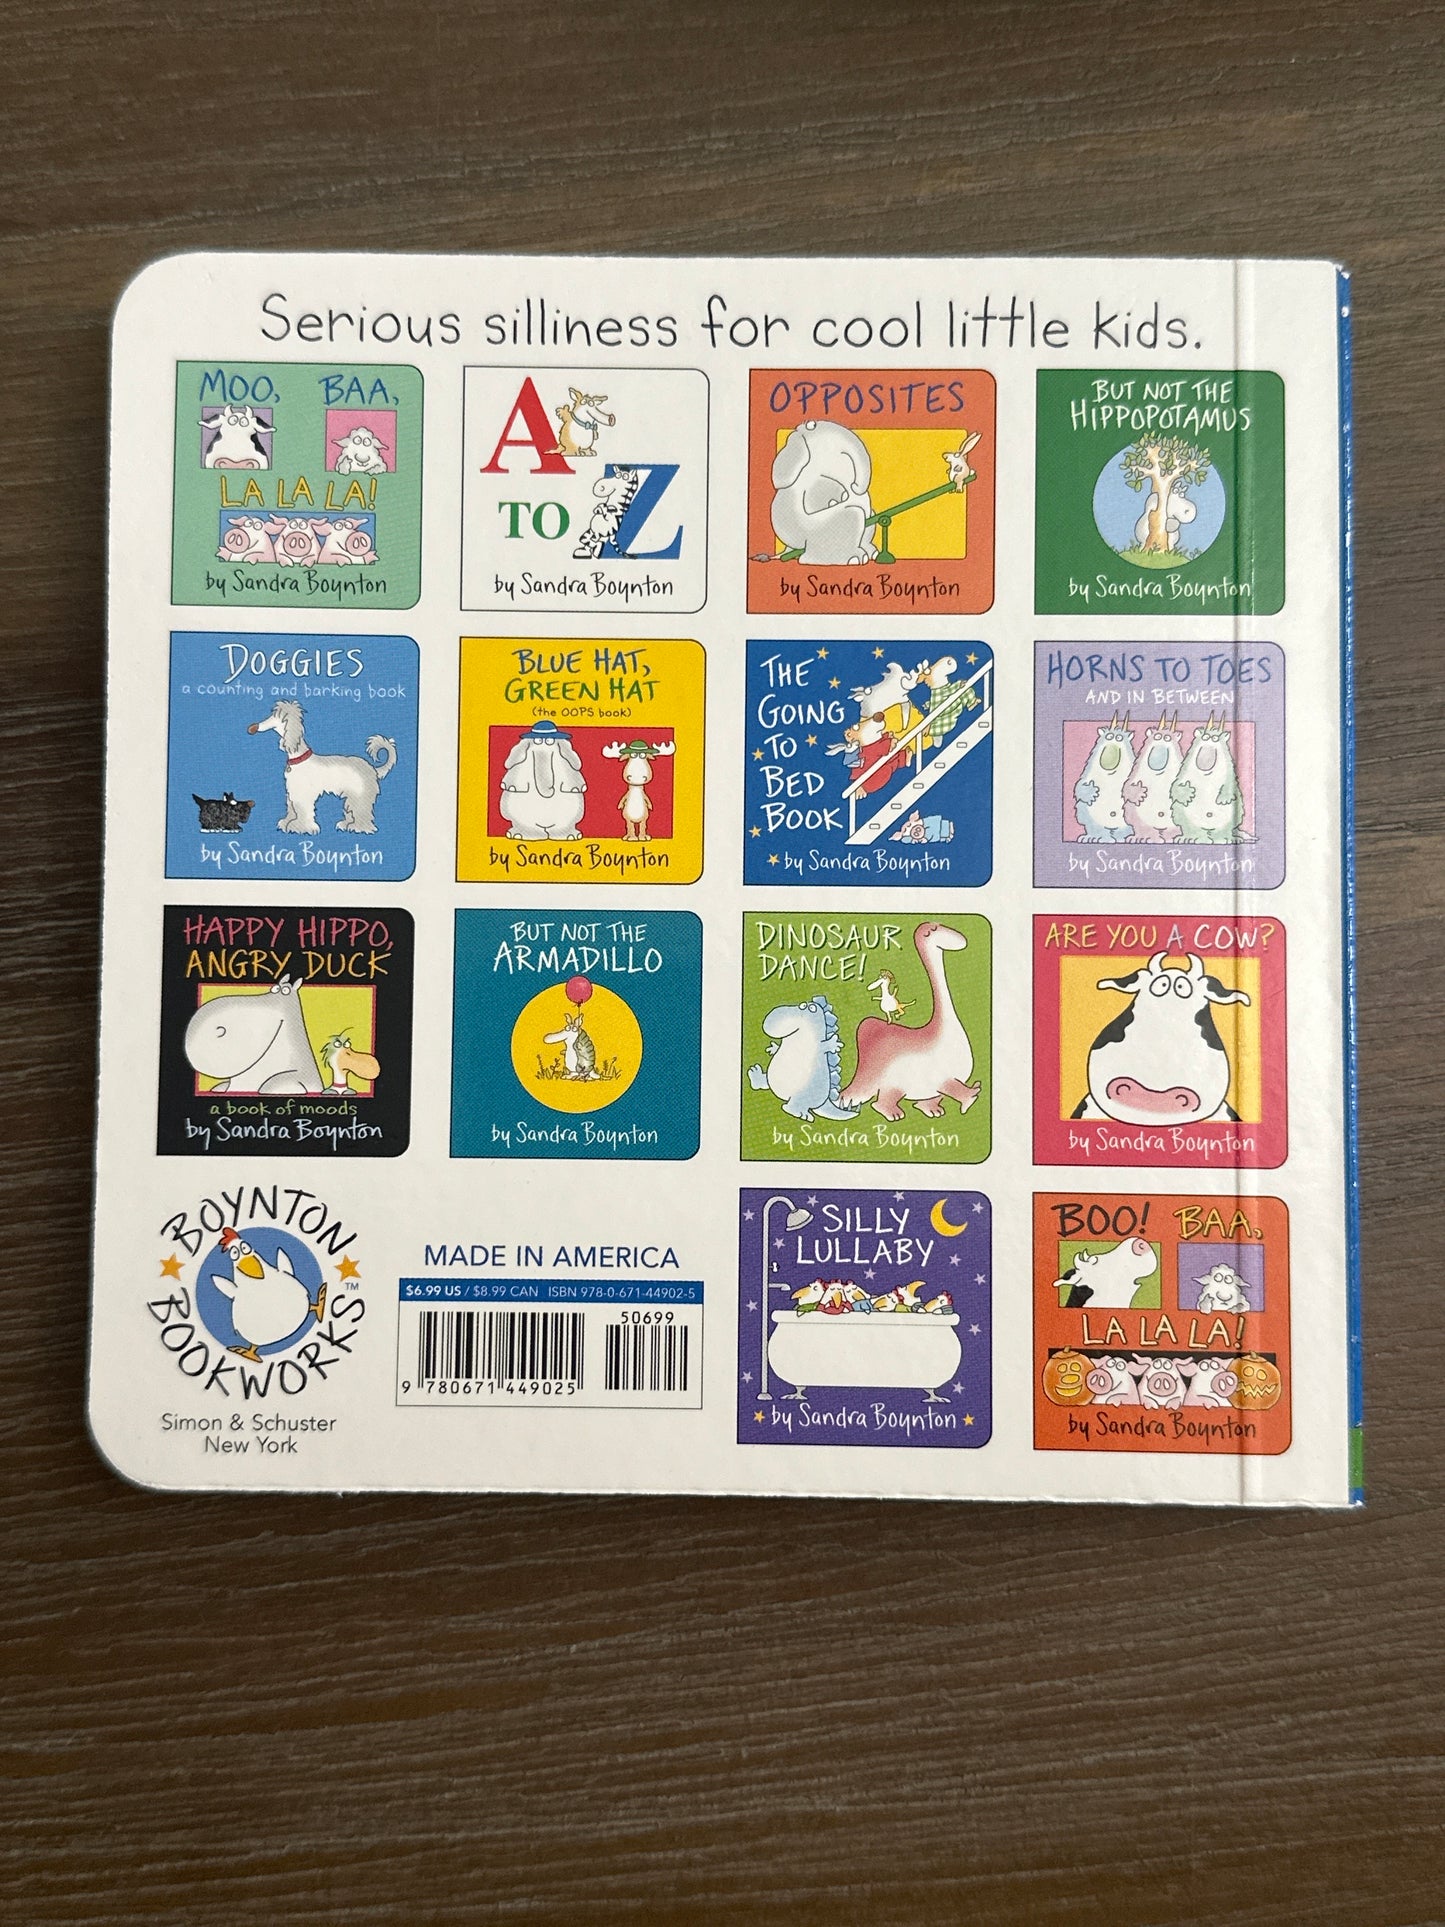 Serious silliness for cool little kids.
MOO, BAA,
LA LA LA!
by Sandra Boynton
A
TO
Z
by Sandra Boynton
OPPOSITES
by Sandra Boynton
BUT NOT THE
HIPPOPOTAMUS
by Sandra Boynton
DOGGIES
a counting and barking book
by Sandra Boynton
BLUE HAT,
GREEN HAT
(the OOPS book)
by Sandra Boynton
THE
GOING
TO
BED
BOOK
by Sandra Boynton
HORNS TO TOES
AND IN BETWEEN
by Sandra Boynton
HAPPY HIPPO,
ANGRY DUCK
a book of moods
by Sandra Boynton
BUT NOT THE
ARMADILLO
by Sandra Boynton
DINOSAUR
DANCE!
by Sandra Boynton
ARE YOU A COW?
by Sandra Boynton
BOYNTON
BOOKWORKS™
Simon & Schuster
New York
MADE IN AMERICA
$6.99 US / $8.99 CAN ISBN 978-0-671-44902-5
50699
9 780671 449025
SILLY
LULLABY
by Sandra Boynton
BOO! BAA,
LA LA LA!
by Sandra Boynton